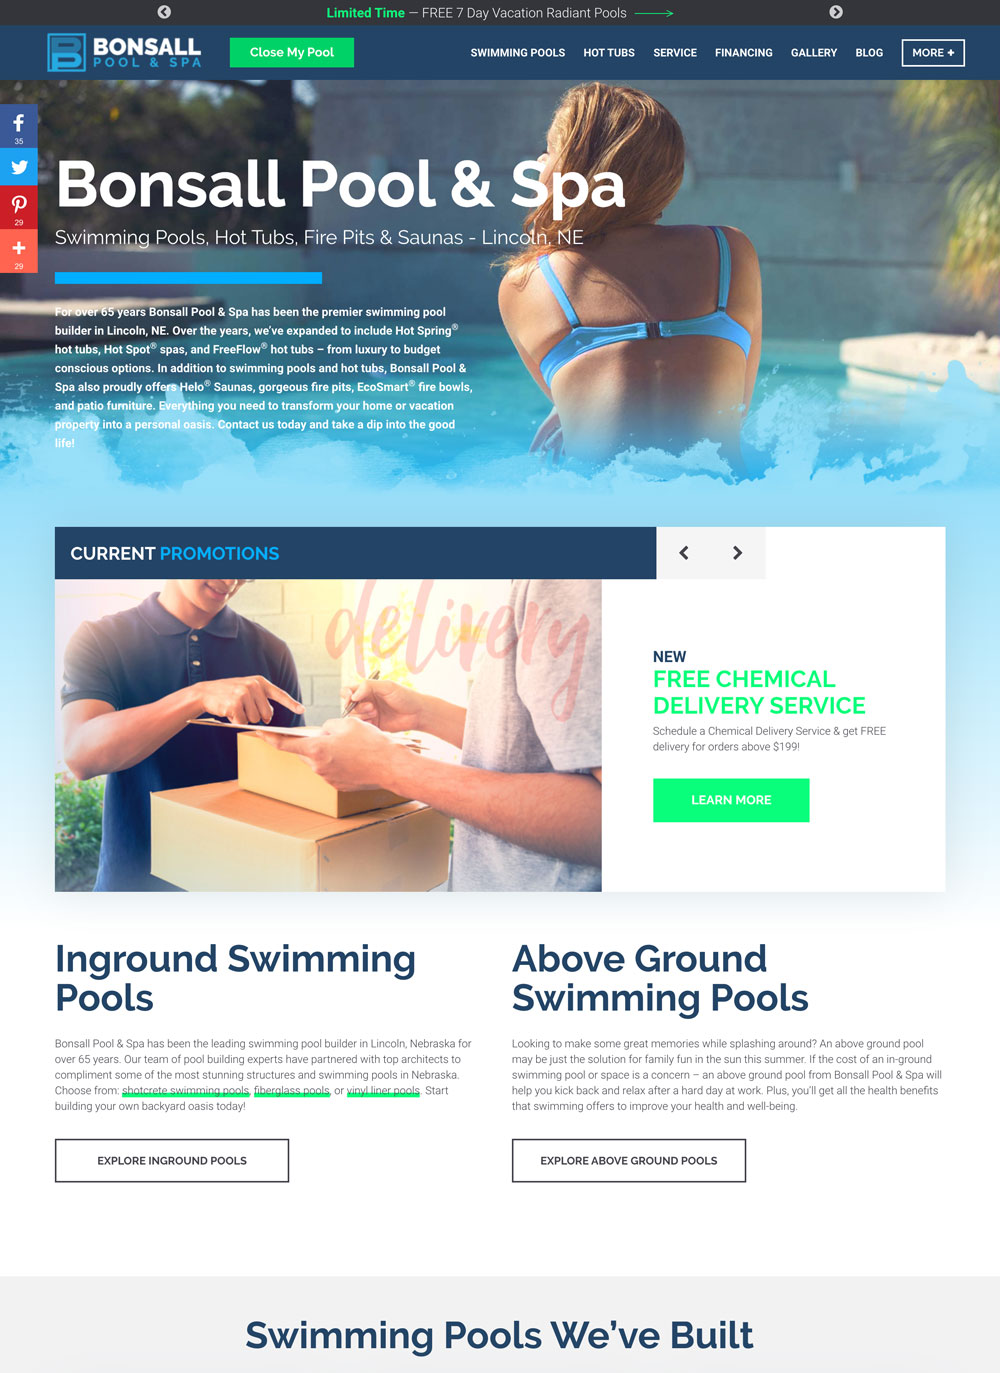 Limited Time — FREE 7 Day Vacation Radiant Pools
BONSALL
POOL & SPA
Close My Pool
SWIMMING POOLS HOT TUBS SERVICE FINANCING GALLERY BLOG MORE +
35
29
29
Bonsall Pool & Spa
Swimming Pools, Hot Tubs, Fire Pits & Saunas - Lincoln, NE
For over 65 years Bonsall Pool & Spa has been the premier swimming pool
builder in Lincoln, NE. Over the years, we've expanded to include Hot Spring®
hot tubs, Hot Spot® spas, and FreeFlow® hot tubs – from luxury to budget
conscious options. In addition to swimming pools and hot tubs, Bonsall Pool &
Spa also proudly offers Helo® Saunas, gorgeous fire pits, EcoSmart® fire bowls,
and patio furniture. Everything you need to transform your home or vacation
property into a personal oasis. Contact us today and take a dip into the good
life!
CURRENT PROMOTIONS
delivery
NEW
FREE CHEMICAL
DELIVERY SERVICE
Schedule a Chemical Delivery Service & get FREE
delivery for orders above $199!
LEARN MORE
Inground Swimming
Pools
Bonsall Pool & Spa has been the leading swimming pool builder in Lincoln, Nebraska for
over 65 years. Our team of pool building experts have partnered with top architects to
compliment some of the most stunning structures and swimming pools in Nebraska.
Choose from: shotcrete swimming pools, fiberglass pools, or vinyl liner pools. Start
building your own backyard oasis today!
EXPLORE INGROUND POOLS
Above Ground
Swimming Pools
Looking to make some great memories while splashing around? An above ground pool
may be just the solution for family fun in the sun this summer. If the cost of an in-ground
swimming pool or space is a concern – an above ground pool from Bonsall Pool & Spa will
help you kick back and relax after a hard day at work. Plus, you'll get all the health benefits
that swimming offers to improve your health and well-being.
EXPLORE ABOVE GROUND POOLS
Swimming Pools We've Built